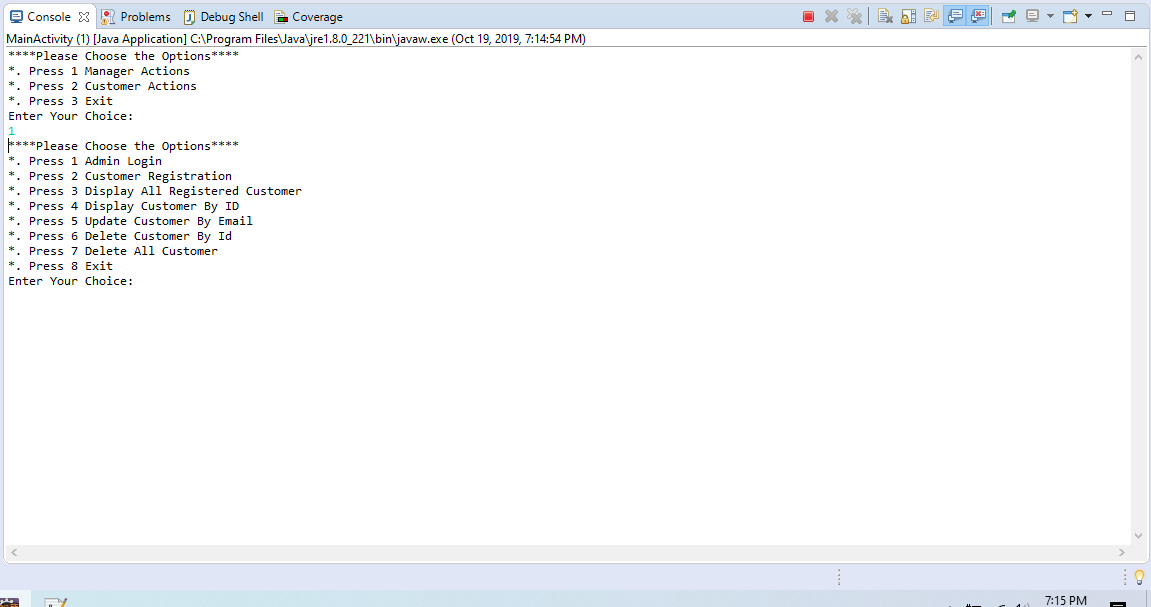 Console Problems Debug Shell Coverage
MainActivity (1) [Java Application] C:\Program Files\Java\jre1.8.0_221\bin\javaw.exe (Oct 19, 2019, 7:14:54 PM)
****Please Choose the Options****
*. Press 1 Manager Actions
*. Press 2 Customer Actions
*. Press 3 Exit
Enter Your Choice:
1
****Please Choose the Options****
*. Press 1 Admin Login
*. Press 2 Customer Registration
*. Press 3 Display All Registered Customer
*. Press 4 Display Customer By ID
*. Press 5 Update Customer By Email
*. Press 6 Delete Customer By Id
*. Press 7 Delete All Customer
*. Press 8 Exit
Enter Your Choice:
7:15 PM